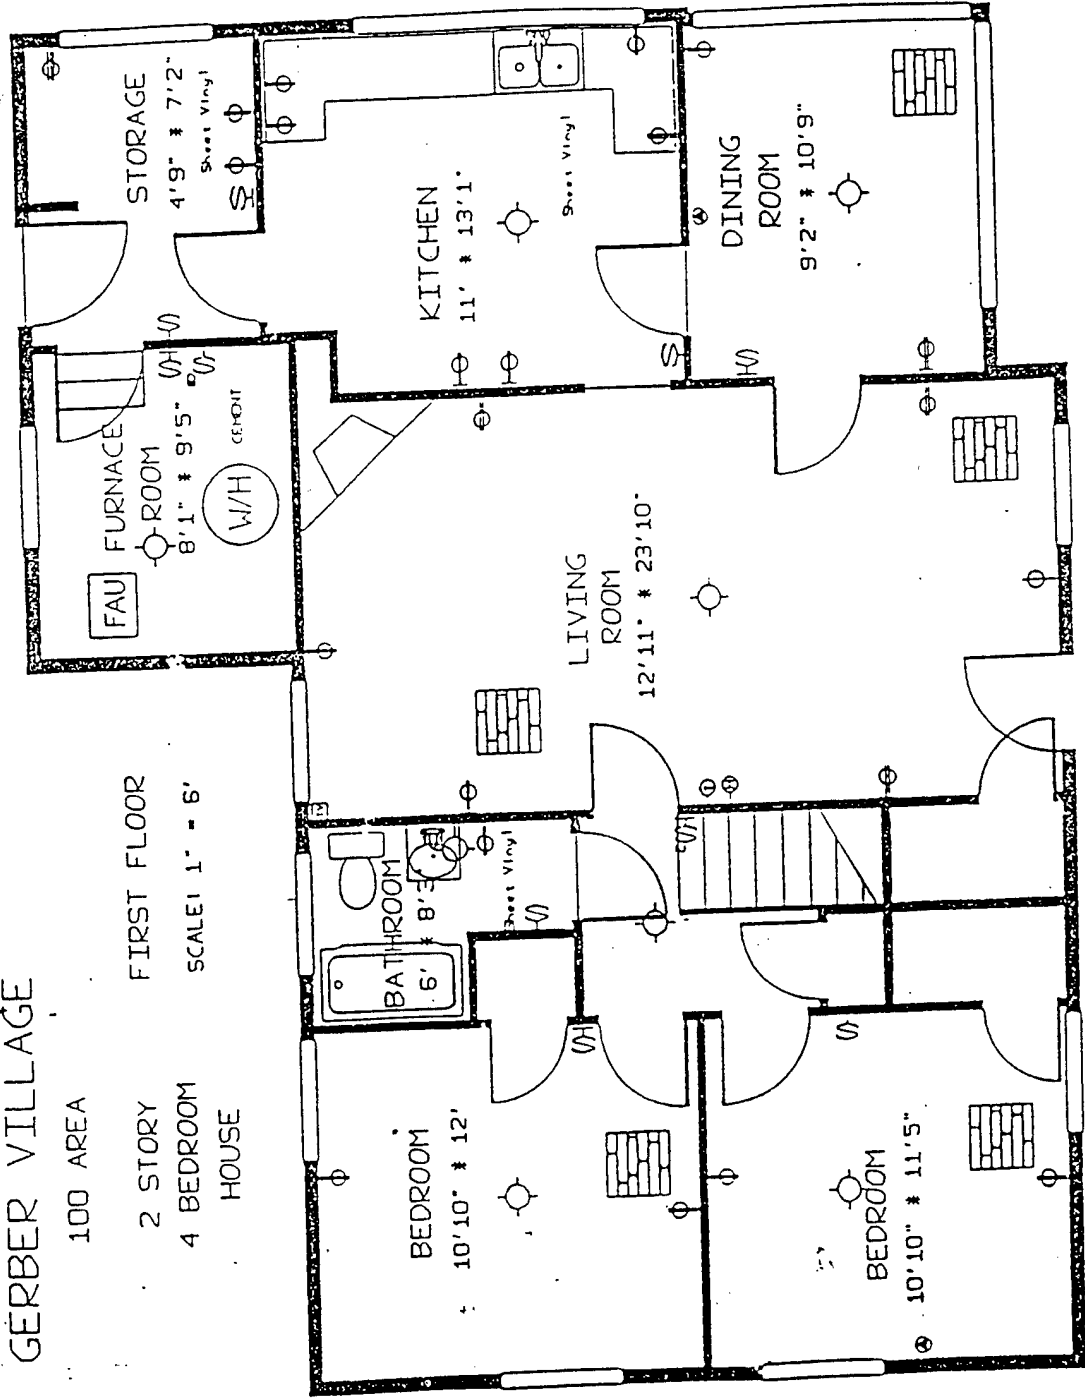 GERBER VILLAGE
100 AREA
2 STORY
4 BEDROOM
HOUSE
FIRST FLOOR
SCALE: 1" = 6'
STORAGE
4'9" * 7'2"
Sheet Vinyl
KITCHEN
11' * 13'1"
Sheet Vinyl
DINING
ROOM
9'2" * 10'9"
FURNACE
ROOM
8'1" * 9'5"
CEMENT
W/H
FAU
LIVING
ROOM
12'11" * 23'10"
BATHROOM
6' * 8'3"
Sheet Vinyl
BEDROOM
10'10" * 12'
BEDROOM
10'10" * 11'5"